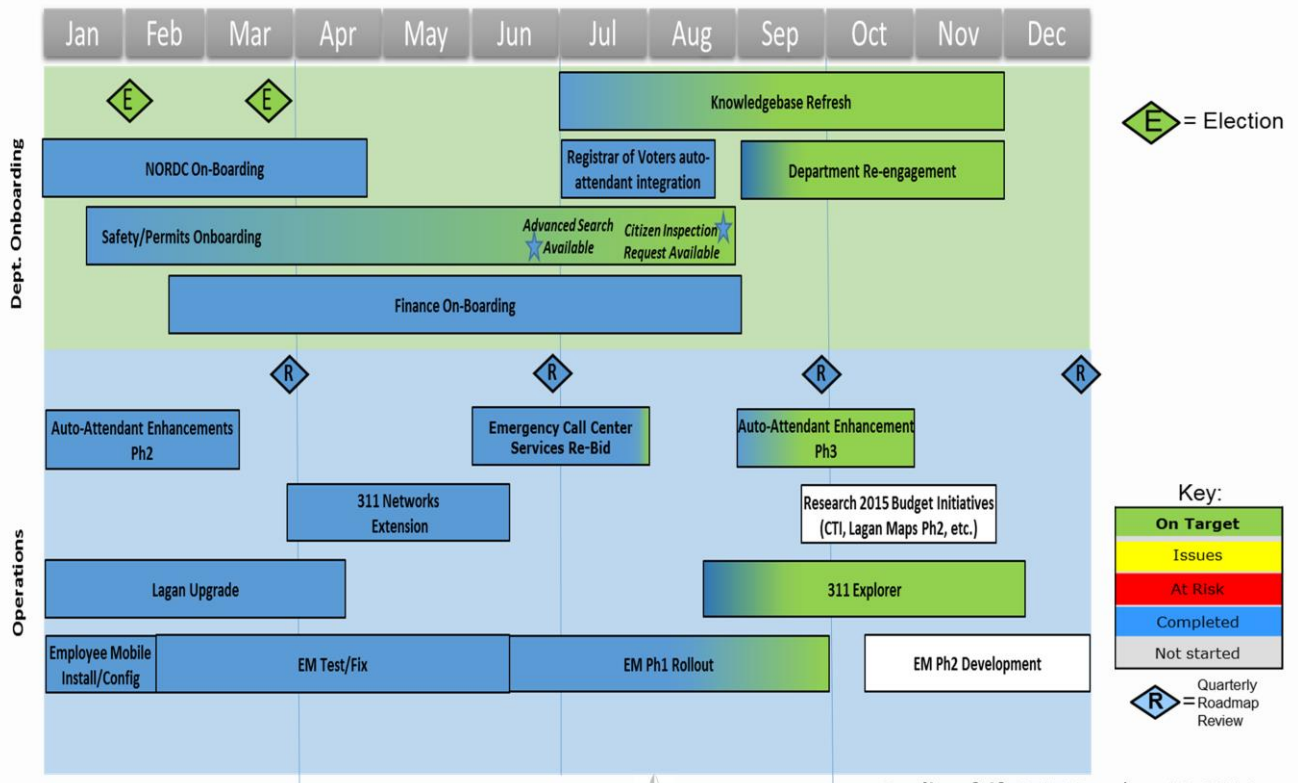 Jan Feb Mar Apr May Jun Jul Aug Sep Oct Nov Dec
Dept. Onboarding
E
E
E = Election
Knowledgebase Refresh
NORDC On-Boarding
Registrar of Voters auto-
attendant integration
Department Re-engagement
Safety/Permits Onboarding
Advanced Search
Available
Citizen Inspection
Request Available
Finance On-Boarding
Operations
R
R
R
R
Auto-Attendant Enhancements
Ph2
Emergency Call Center
Services Re-Bid
Auto-Attendant Enhancement
Ph3
311 Networks
Extension
Research 2015 Budget Initiatives
(CTI, Lagan Maps Ph2, etc.)
Lagan Upgrade
311 Explorer
Employee Mobile
Install/Config
EM Test/Fix
EM Ph1 Rollout
EM Ph2 Development
Key:
On Target
Issues
At Risk
Completed
Not started
R = Quarterly
Roadmap
Review